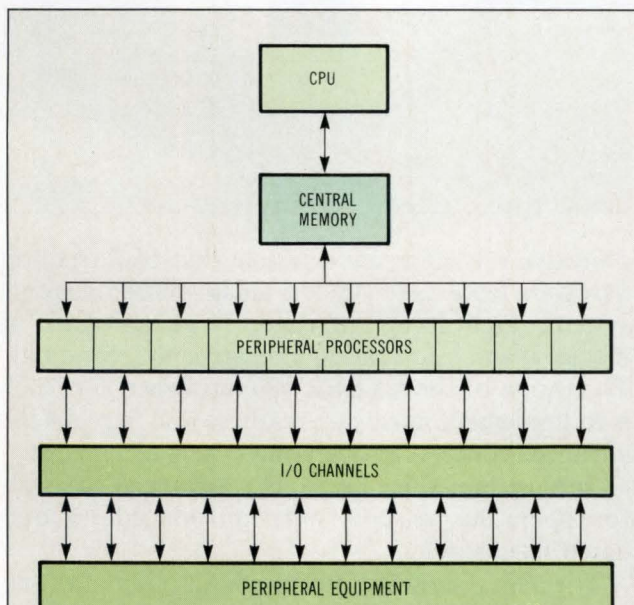 CPU
CENTRAL
MEMORY
PERIPHERAL PROCESSORS
I/O CHANNELS
PERIPHERAL EQUIPMENT